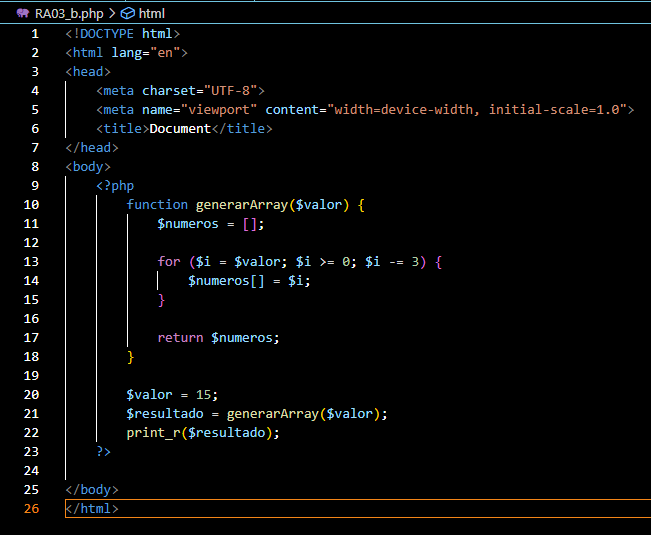 RA03_b.php > html
1 <!DOCTYPE html>
2 <html lang="en">
3 <head>
4     <meta charset="UTF-8">
5     <meta name="viewport" content="width=device-width, initial-scale=1.0">
6     <title>Document</title>
7 </head>
8 <body>
9     <?php
10         function generarArray($valor) {
11             $numeros = [];
12
13             for ($i = $valor; $i >= 0; $i -= 3) {
14                 $numeros[] = $i;
15             }
16
17             return $numeros;
18         }
19
20         $valor = 15;
21         $resultado = generarArray($valor);
22         print_r($resultado);
23     ?>
24
25 </body>
26 </html>